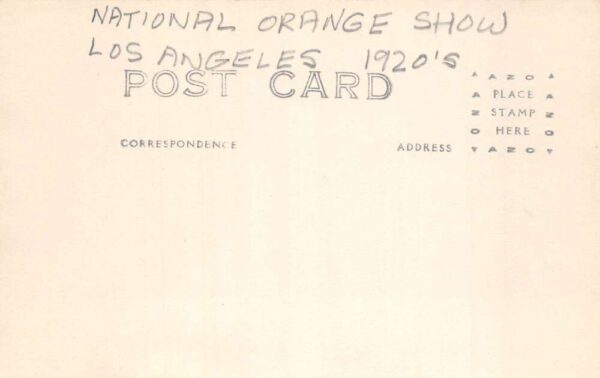 NATIONAL ORANGE SHOW
LOS ANGELES 1920'S
POST CARD
CORRESPONDENCE
ADDRESS
AZO
PLACE
STAMP
HERE
AZO